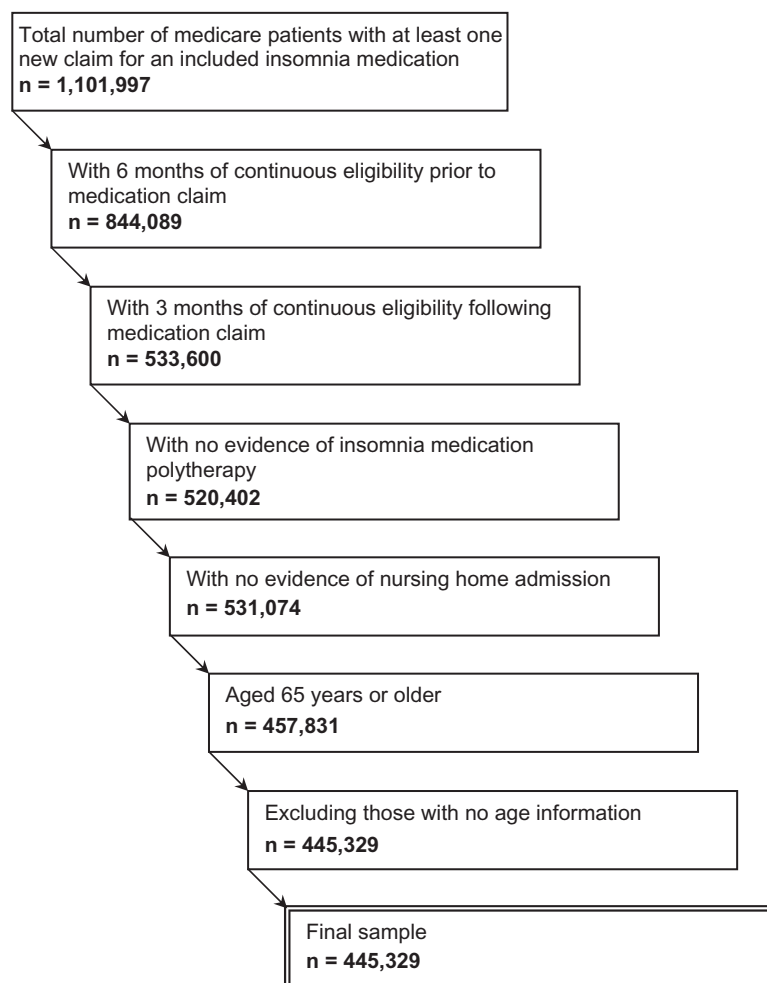 Total number of medicare patients with at least one
new claim for an included insomnia medication
n = 1,101,997
With 6 months of continuous eligibility prior to
medication claim
n = 844,089
With 3 months of continuous eligibility following
medication claim
n = 533,600
With no evidence of insomnia medication
polytherapy
n = 520,402
With no evidence of nursing home admission
n = 531,074
Aged 65 years or older
n = 457,831
Excluding those with no age information
n = 445,329
Final sample
n = 445,329